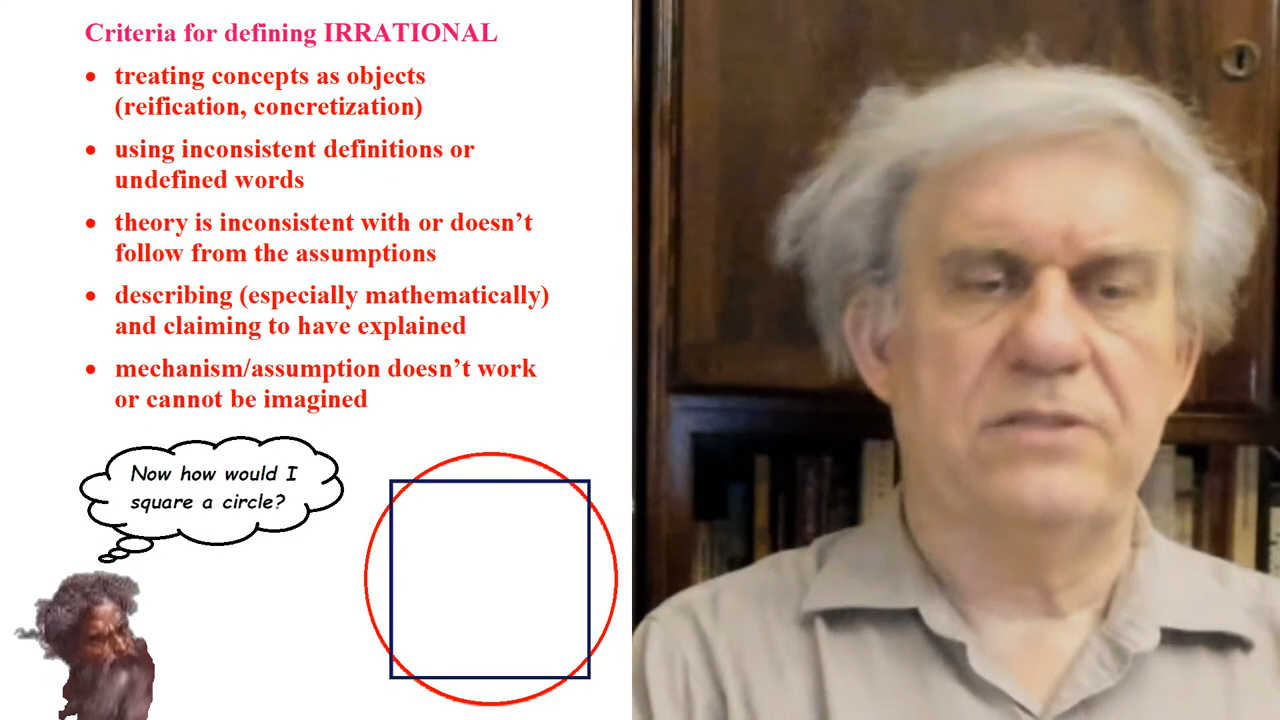 Criteria for defining IRRATIONAL
• treating concepts as objects
(reification, concretization)
• using inconsistent definitions or
undefined words
• theory is inconsistent with or doesn’t
follow from the assumptions
• describing (especially mathematically)
and claiming to have explained
• mechanism/assumption doesn’t work
or cannot be imagined
Now how would I
square a circle?